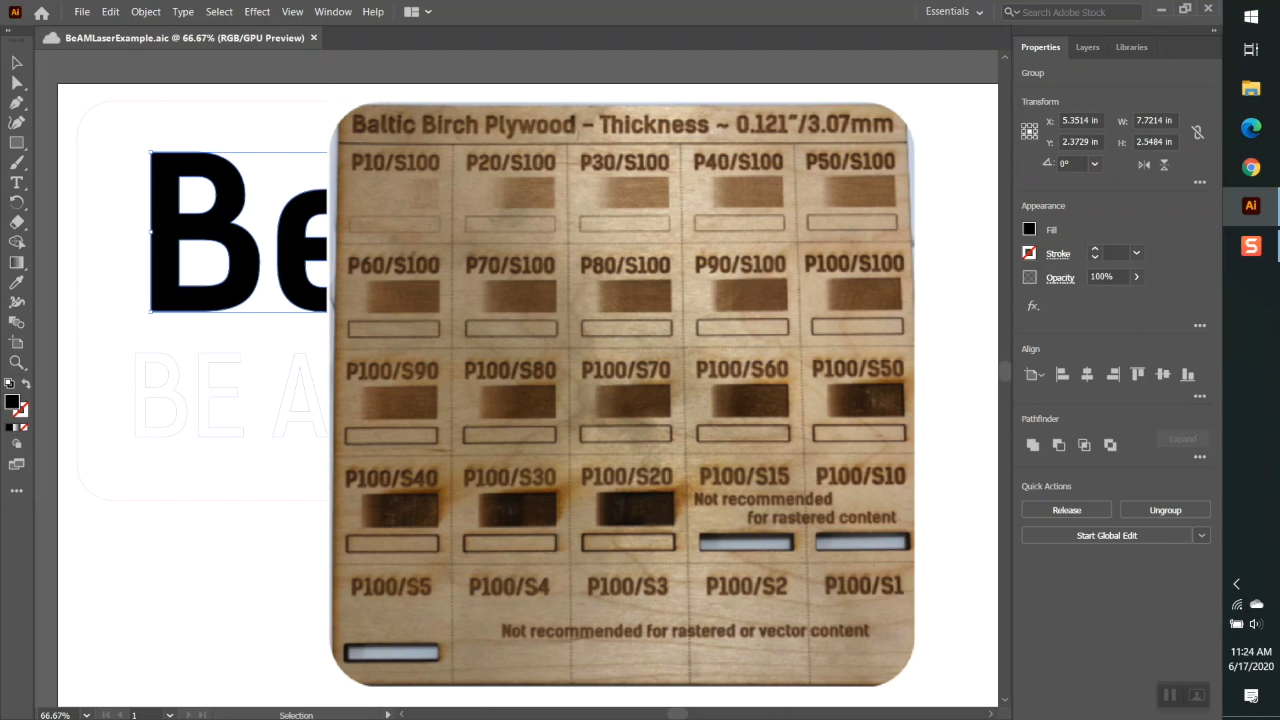 Ai
File Edit Object Type Select Effect View Window Help
Essentials
Search Adobe Stock
BeAMLaserExample.aic @ 66.67% (RGB/GPU Preview)
Be
BE A
Baltic Birch Plywood - Thickness ~ 0.121"/3.07mm
P10/S100 P20/S100 P30/S100 P40/S100 P50/S100
P60/S100 P70/S100 P80/S100 P90/S100 P100/S100
P100/S90 P100/S80 P100/S70 P100/S60 P100/S50
P100/S40 P100/S30 P100/S20 P100/S15 P100/S10
Not recommended
for rastered content
P100/S5 P100/S4 P100/S3 P100/S2 P100/S1
Not recommended for rastered or vector content
66.67% 1 Selection
Properties Layers Libraries
Group
Transform
X: 5.3514 in W: 7.7214 in
Y: 2.3729 in H: 2.5484 in
0°
Appearance
Fill
Stroke
Opacity 100%
fx.
Align
Pathfinder
Expand
Quick Actions
Release Ungroup
Start Global Edit
Ai
S
11:24 AM
6/17/2020